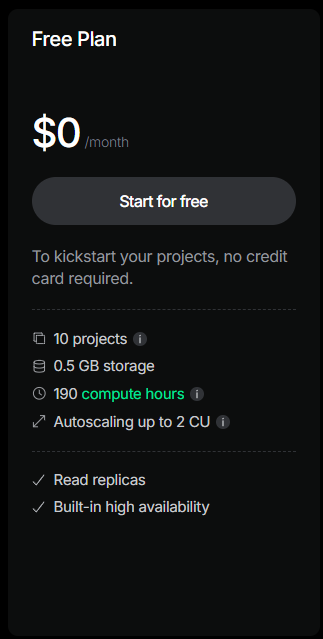 Free Plan
$0 /month
Start for free
To kickstart your projects, no credit
card required.
10 projects
0.5 GB storage
190 compute hours
Autoscaling up to 2 CU
Read replicas
Built-in high availability